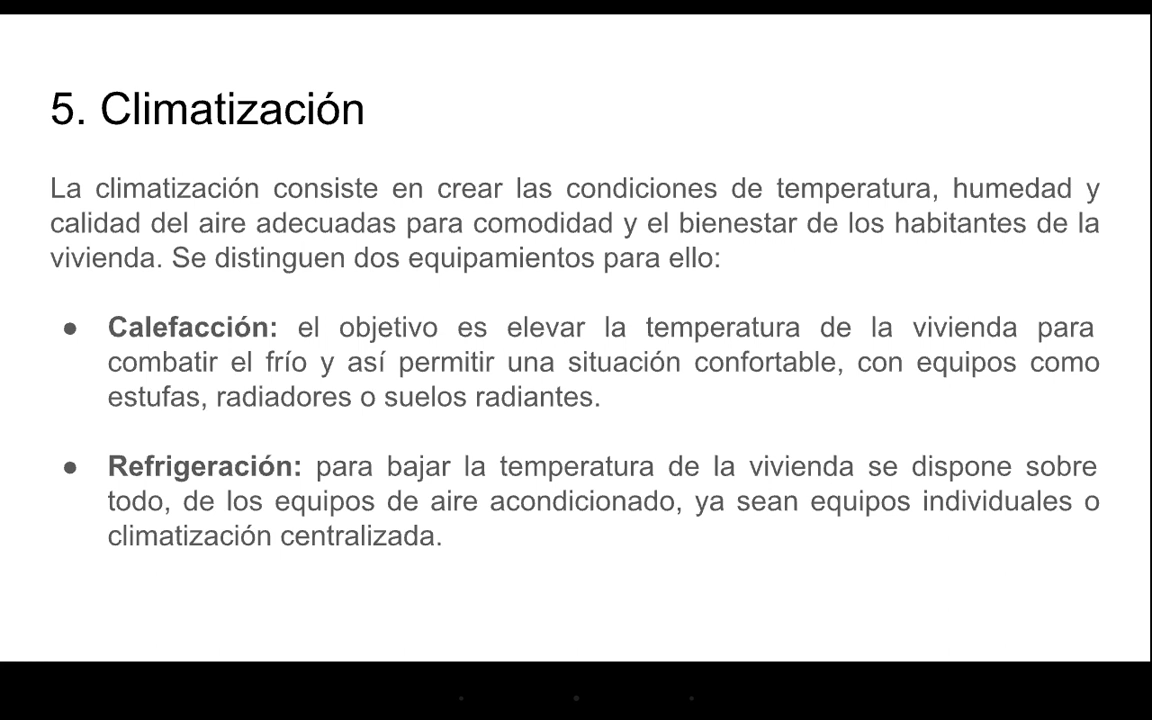 5. Climatización
La climatización consiste en crear las condiciones de temperatura, humedad y
calidad del aire adecuadas para comodidad y el bienestar de los habitantes de la
vivienda. Se distinguen dos equipamientos para ello:
● Calefacción: el objetivo es elevar la temperatura de la vivienda para
combatir el frío y así permitir una situación confortable, con equipos como
estufas, radiadores o suelos radiantes.
● Refrigeración: para bajar la temperatura de la vivienda se dispone sobre
todo, de los equipos de aire acondicionado, ya sean equipos individuales o
climatización centralizada.